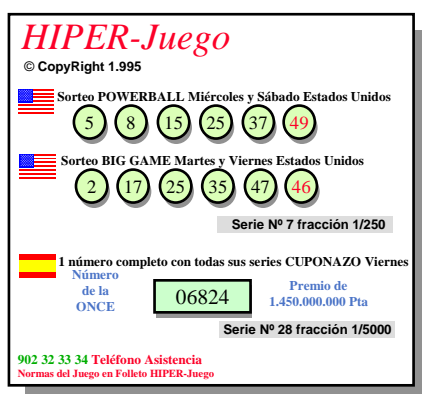 HIPER-Juego
© CopyRight 1.995
Sorteo POWERBALL Miércoles y Sábado Estados Unidos
5 8 15 25 37 49
Sorteo BIG GAME Martes y Viernes Estados Unidos
2 17 25 35 47 46
Serie Nº 7 fracción 1/250
1 número completo con todas sus series CUPONAZO Viernes
Número
de la
ONCE
06824
Premio de
1.450.000.000 Pta
Serie Nº 28 fracción 1/5000
902 32 33 34 Teléfono Asistencia
Normas del Juego en Folleto HIPER-Juego